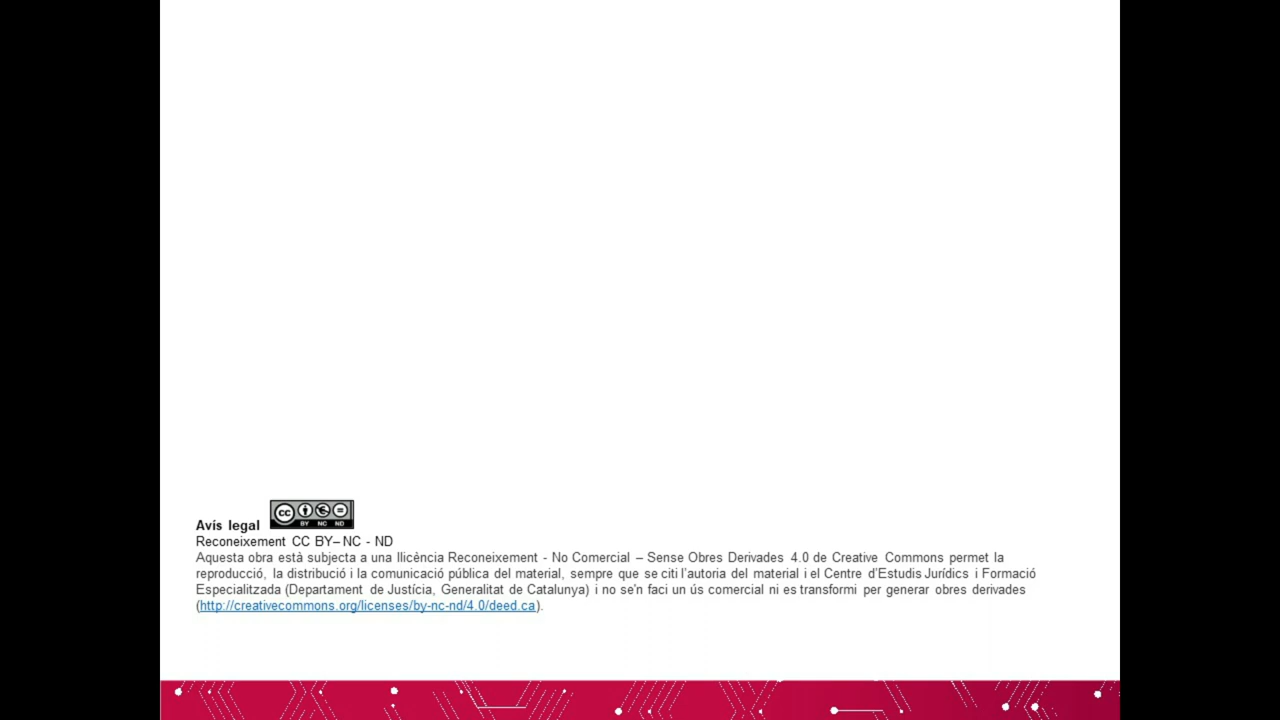 Avís legal
cc BY NC ND
Reconeixement CC BY– NC - ND
Aquesta obra està subjecta a una llicència Reconeixement - No Comercial – Sense Obres Derivades 4.0 de Creative Commons permet la
reproducció, la distribució i la comunicació pública del material, sempre que se citi l'autoria del material i el Centre d'Estudis Jurídics i Formació
Especialitzada (Departament de Justícia, Generalitat de Catalunya) i no se'n faci un ús comercial ni es transformi per generar obres derivades
(http://creativecommons.org/licenses/by-nc-nd/4.0/deed.ca).